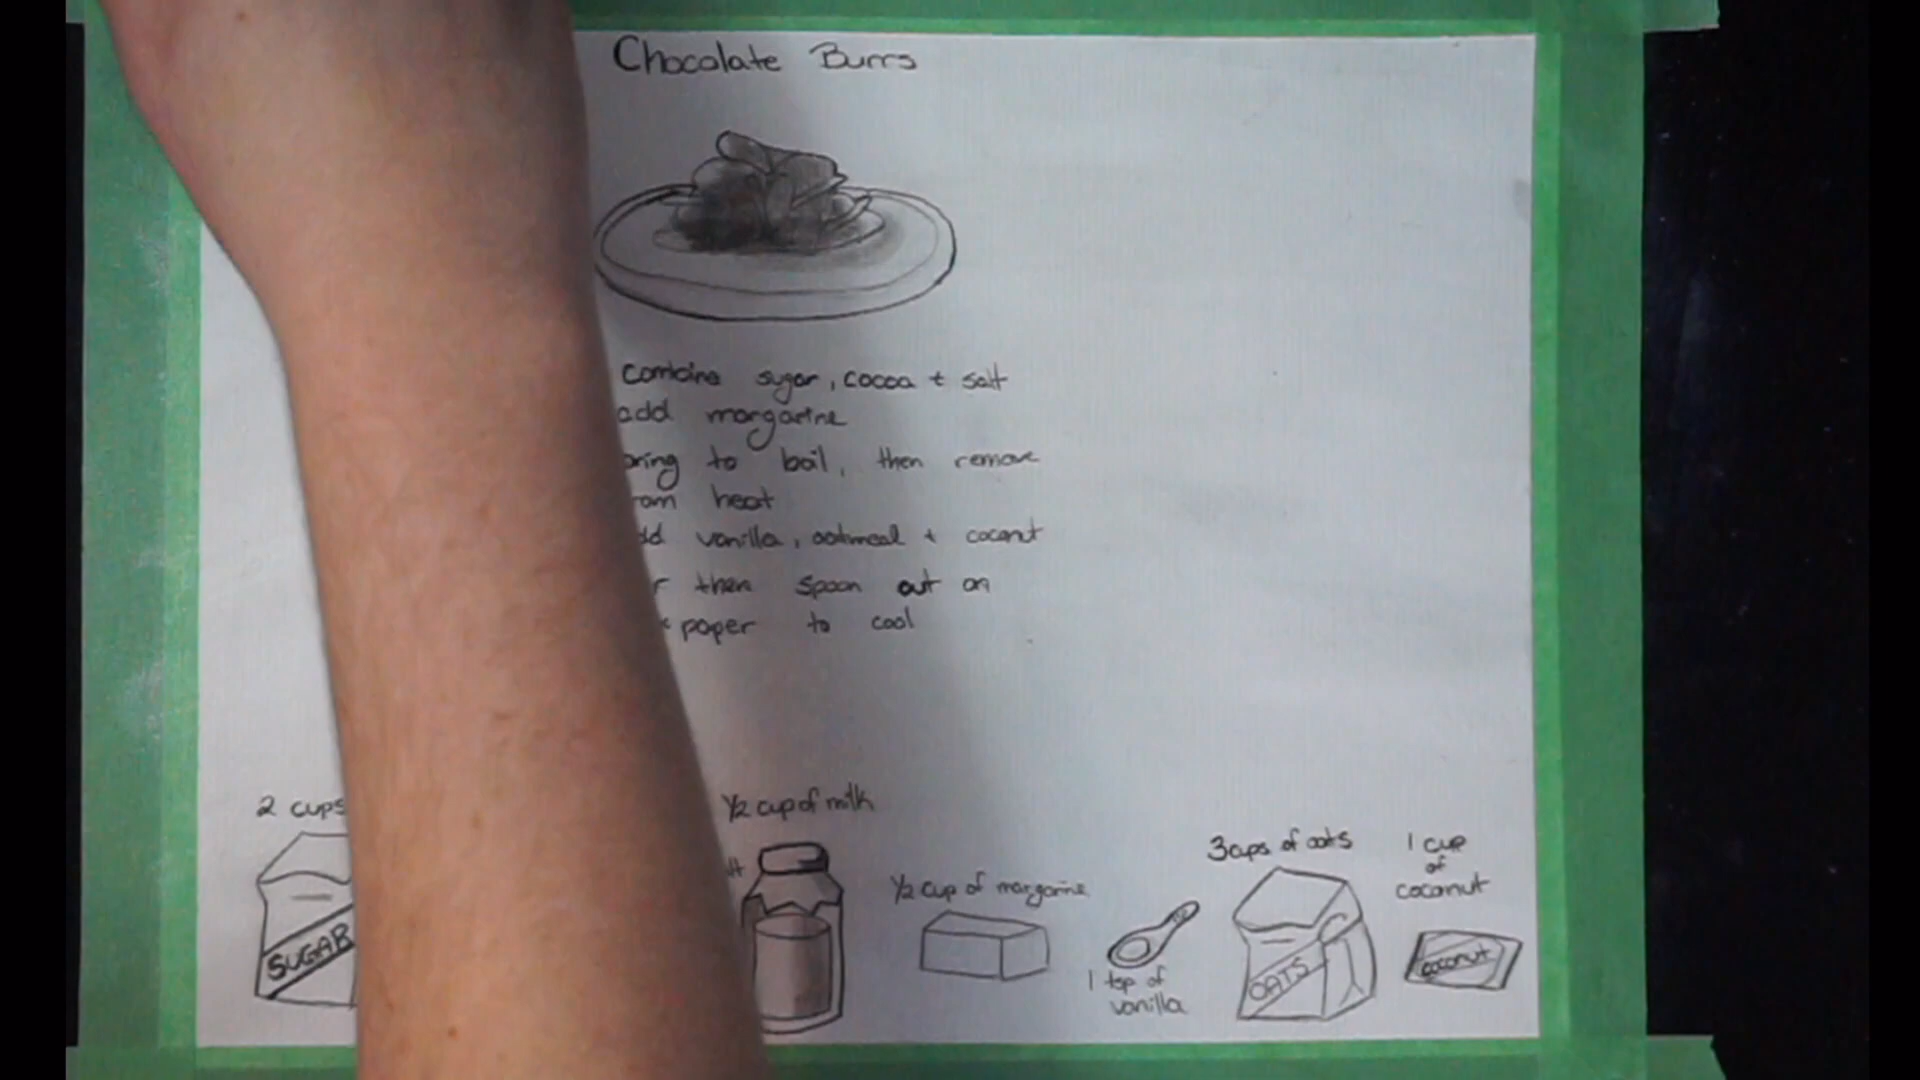 Chocolate Burrs
combine sugar, cocoa + salt
add margarine
bring to boil, then remove
heat
vanilla, oatmeal + coconut
then spoon out on
paper to cool
2 cups
1/2 cup of milk
1/2 cup of margarine
1 tsp of
vanilla
3 cups of oats
1 cup
of
coconut
SUGAR
OATS
coconut